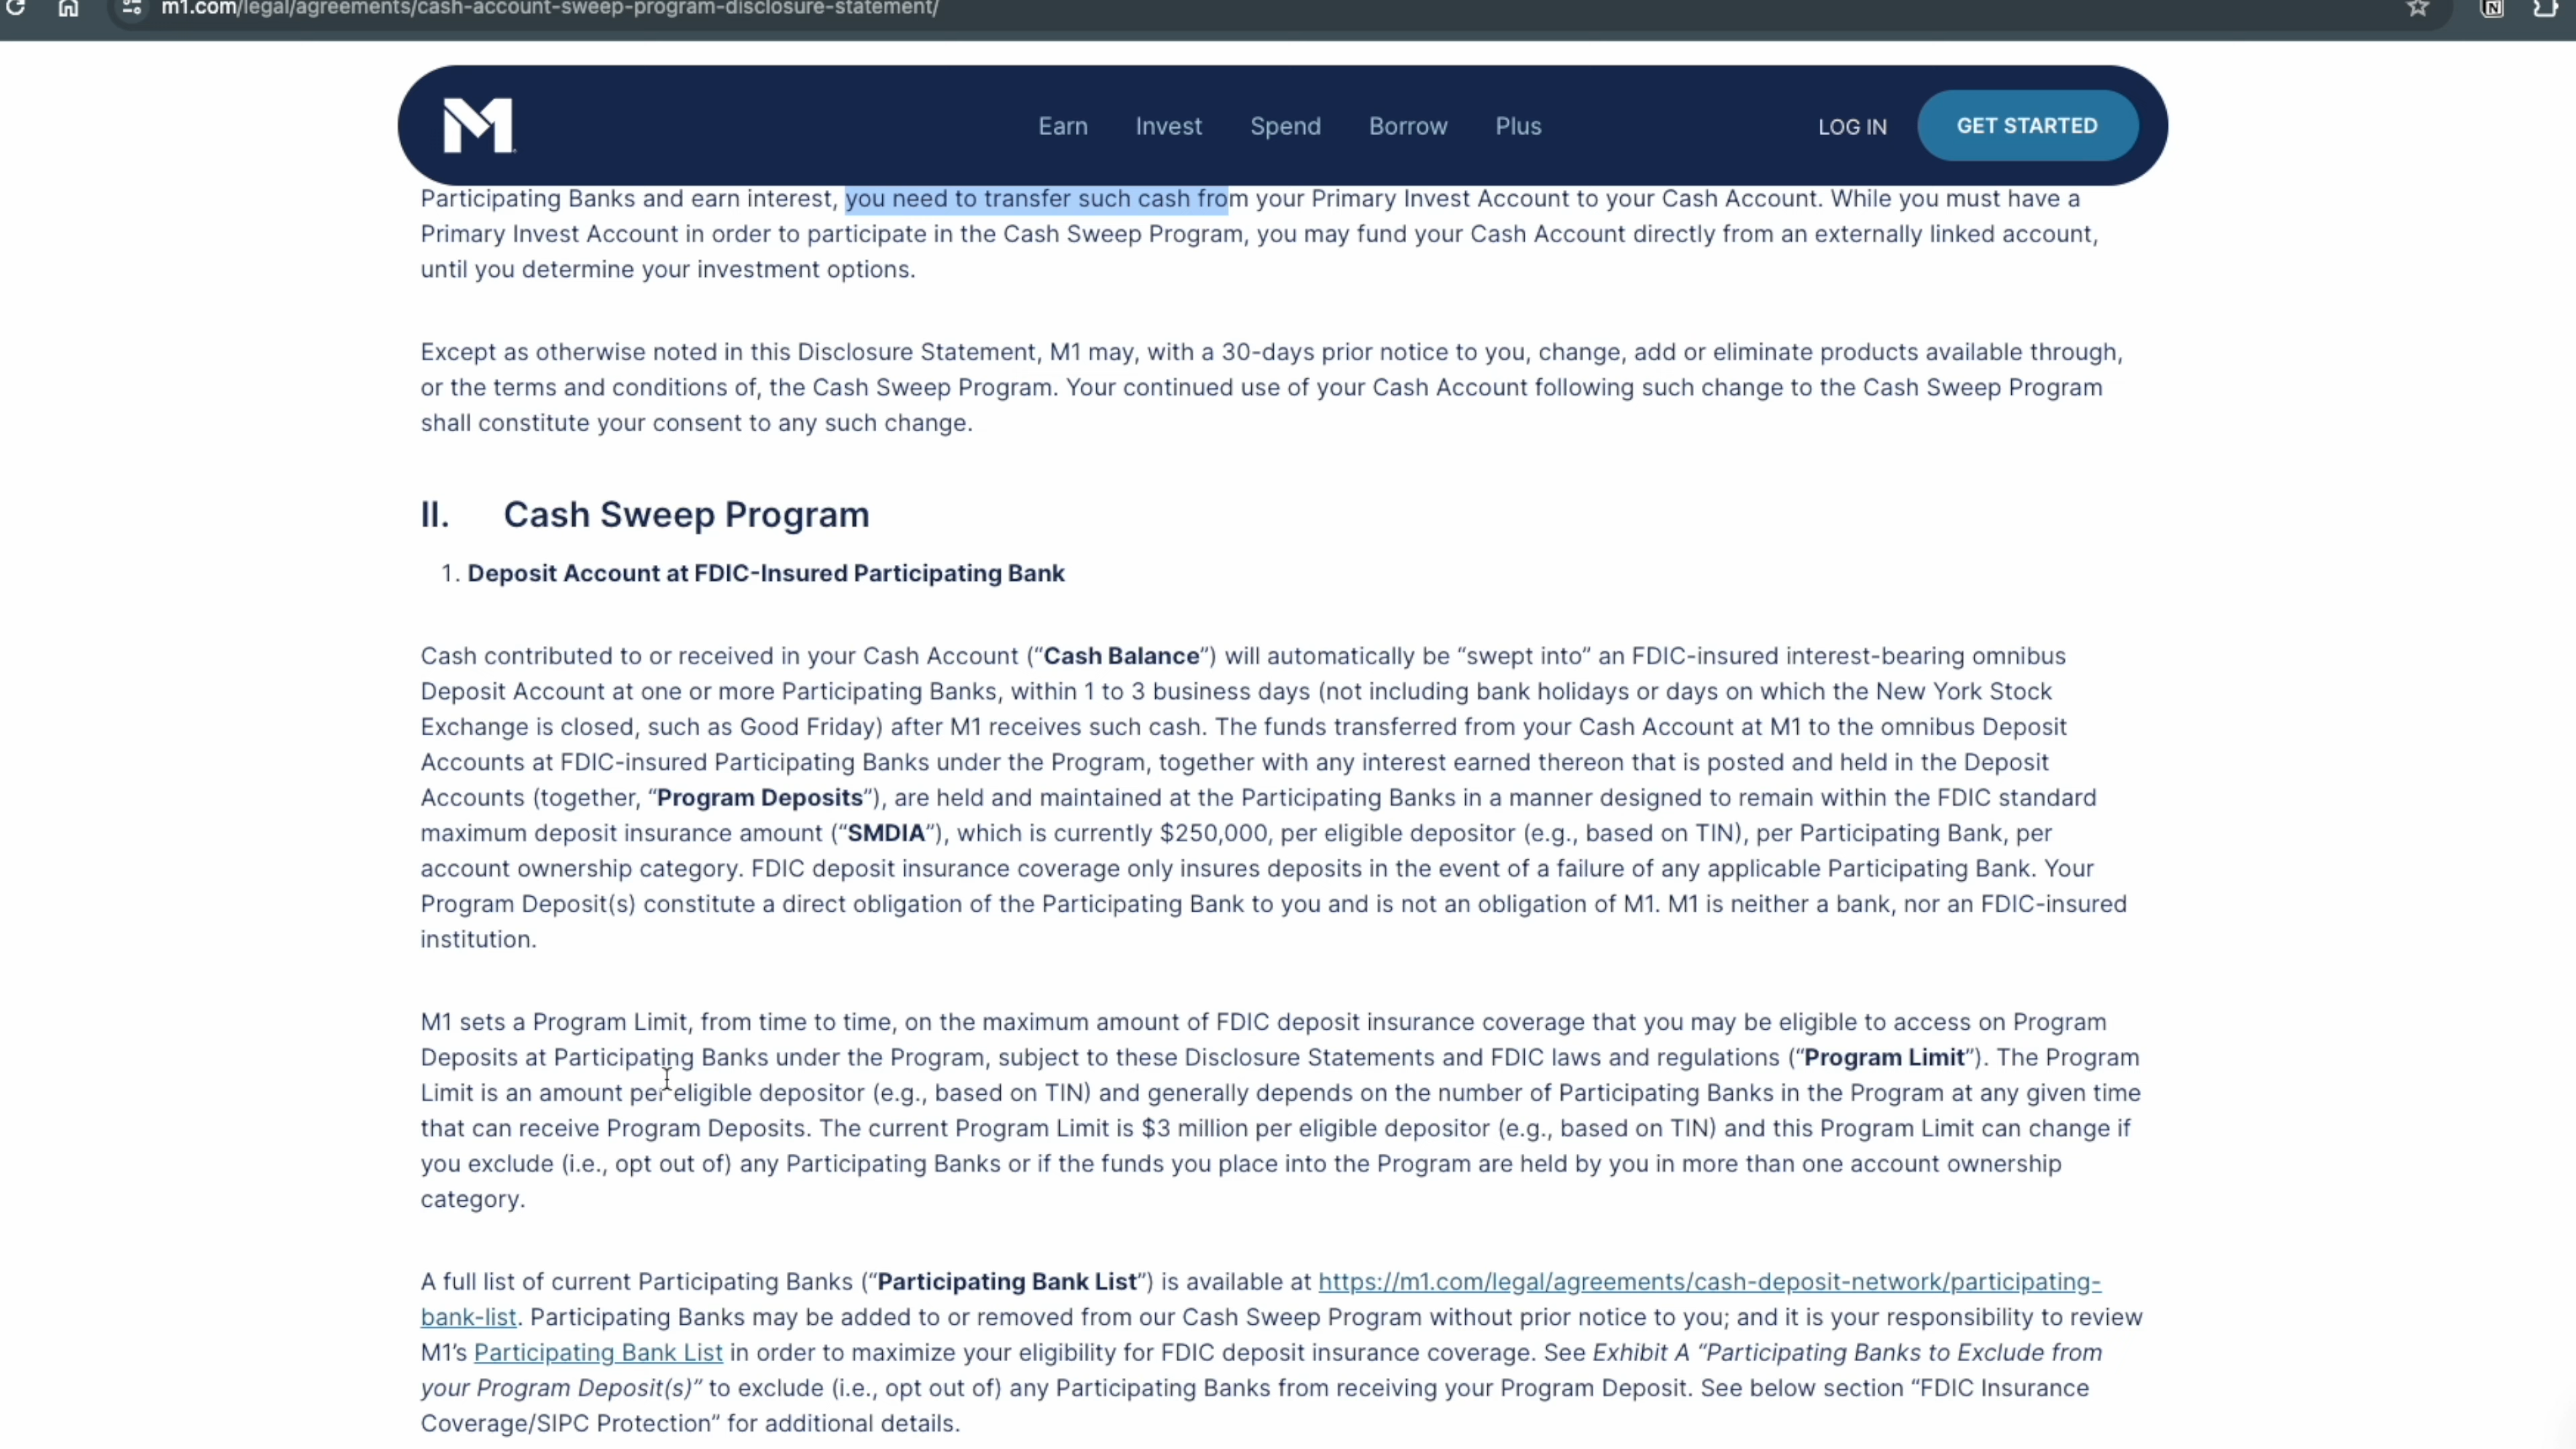 m1.com/legal/agreements/cash-account-sweep-program-disclosure-statement/
M Earn Invest Spend Borrow Plus LOG IN GET STARTED
Participating Banks and earn interest, you need to transfer such cash from your Primary Invest Account to your Cash Account. While you must have a
Primary Invest Account in order to participate in the Cash Sweep Program, you may fund your Cash Account directly from an externally linked account,
until you determine your investment options.
Except as otherwise noted in this Disclosure Statement, M1 may, with a 30-days prior notice to you, change, add or eliminate products available through,
or the terms and conditions of, the Cash Sweep Program. Your continued use of your Cash Account following such change to the Cash Sweep Program
shall constitute your consent to any such change.
II. Cash Sweep Program
1. Deposit Account at FDIC-Insured Participating Bank
Cash contributed to or received in your Cash Account (“Cash Balance”) will automatically be “swept into” an FDIC-insured interest-bearing omnibus
Deposit Account at one or more Participating Banks, within 1 to 3 business days (not including bank holidays or days on which the New York Stock
Exchange is closed, such as Good Friday) after M1 receives such cash. The funds transferred from your Cash Account at M1 to the omnibus Deposit
Accounts at FDIC-insured Participating Banks under the Program, together with any interest earned thereon that is posted and held in the Deposit
Accounts (together, “Program Deposits”), are held and maintained at the Participating Banks in a manner designed to remain within the FDIC standard
maximum deposit insurance amount (“SMDIA”), which is currently $250,000, per eligible depositor (e.g., based on TIN), per Participating Bank, per
account ownership category. FDIC deposit insurance coverage only insures deposits in the event of a failure of any applicable Participating Bank. Your
Program Deposit(s) constitute a direct obligation of the Participating Bank to you and is not an obligation of M1. M1 is neither a bank, nor an FDIC-insured
institution.
M1 sets a Program Limit, from time to time, on the maximum amount of FDIC deposit insurance coverage that you may be eligible to access on Program
Deposits at Participating Banks under the Program, subject to these Disclosure Statements and FDIC laws and regulations (“Program Limit”). The Program
Limit is an amount per eligible depositor (e.g., based on TIN) and generally depends on the number of Participating Banks in the Program at any given time
that can receive Program Deposits. The current Program Limit is $3 million per eligible depositor (e.g., based on TIN) and this Program Limit can change if
you exclude (i.e., opt out of) any Participating Banks or if the funds you place into the Program are held by you in more than one account ownership
category.
A full list of current Participating Banks (“Participating Bank List”) is available at https://m1.com/legal/agreements/cash-deposit-network/participating-
bank-list. Participating Banks may be added to or removed from our Cash Sweep Program without prior notice to you; and it is your responsibility to review
M1’s Participating Bank List in order to maximize your eligibility for FDIC deposit insurance coverage. See Exhibit A “Participating Banks to Exclude from
your Program Deposit(s)” to exclude (i.e., opt out of) any Participating Banks from receiving your Program Deposit. See below section “FDIC Insurance
Coverage/SIPC Protection” for additional details.